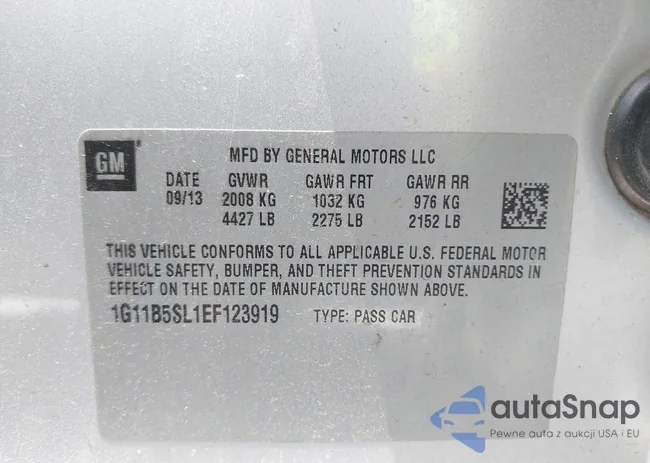 GM
MFD BY GENERAL MOTORS LLC
DATE GVWR GAWR FRT GAWR RR
09/13 2008 KG 1032 KG 976 KG
4427 LB 2275 LB 2152 LB
THIS VEHICLE CONFORMS TO ALL APPLICABLE U.S. FEDERAL MOTOR
VEHICLE SAFETY, BUMPER, AND THEFT PREVENTION STANDARDS IN
EFFECT ON THE DATE OF MANUFACTURE SHOWN ABOVE.
1G11B5SL1EF123919 TYPE: PASS CAR
autaSnap
Pewne auta z aukcji USA i EU